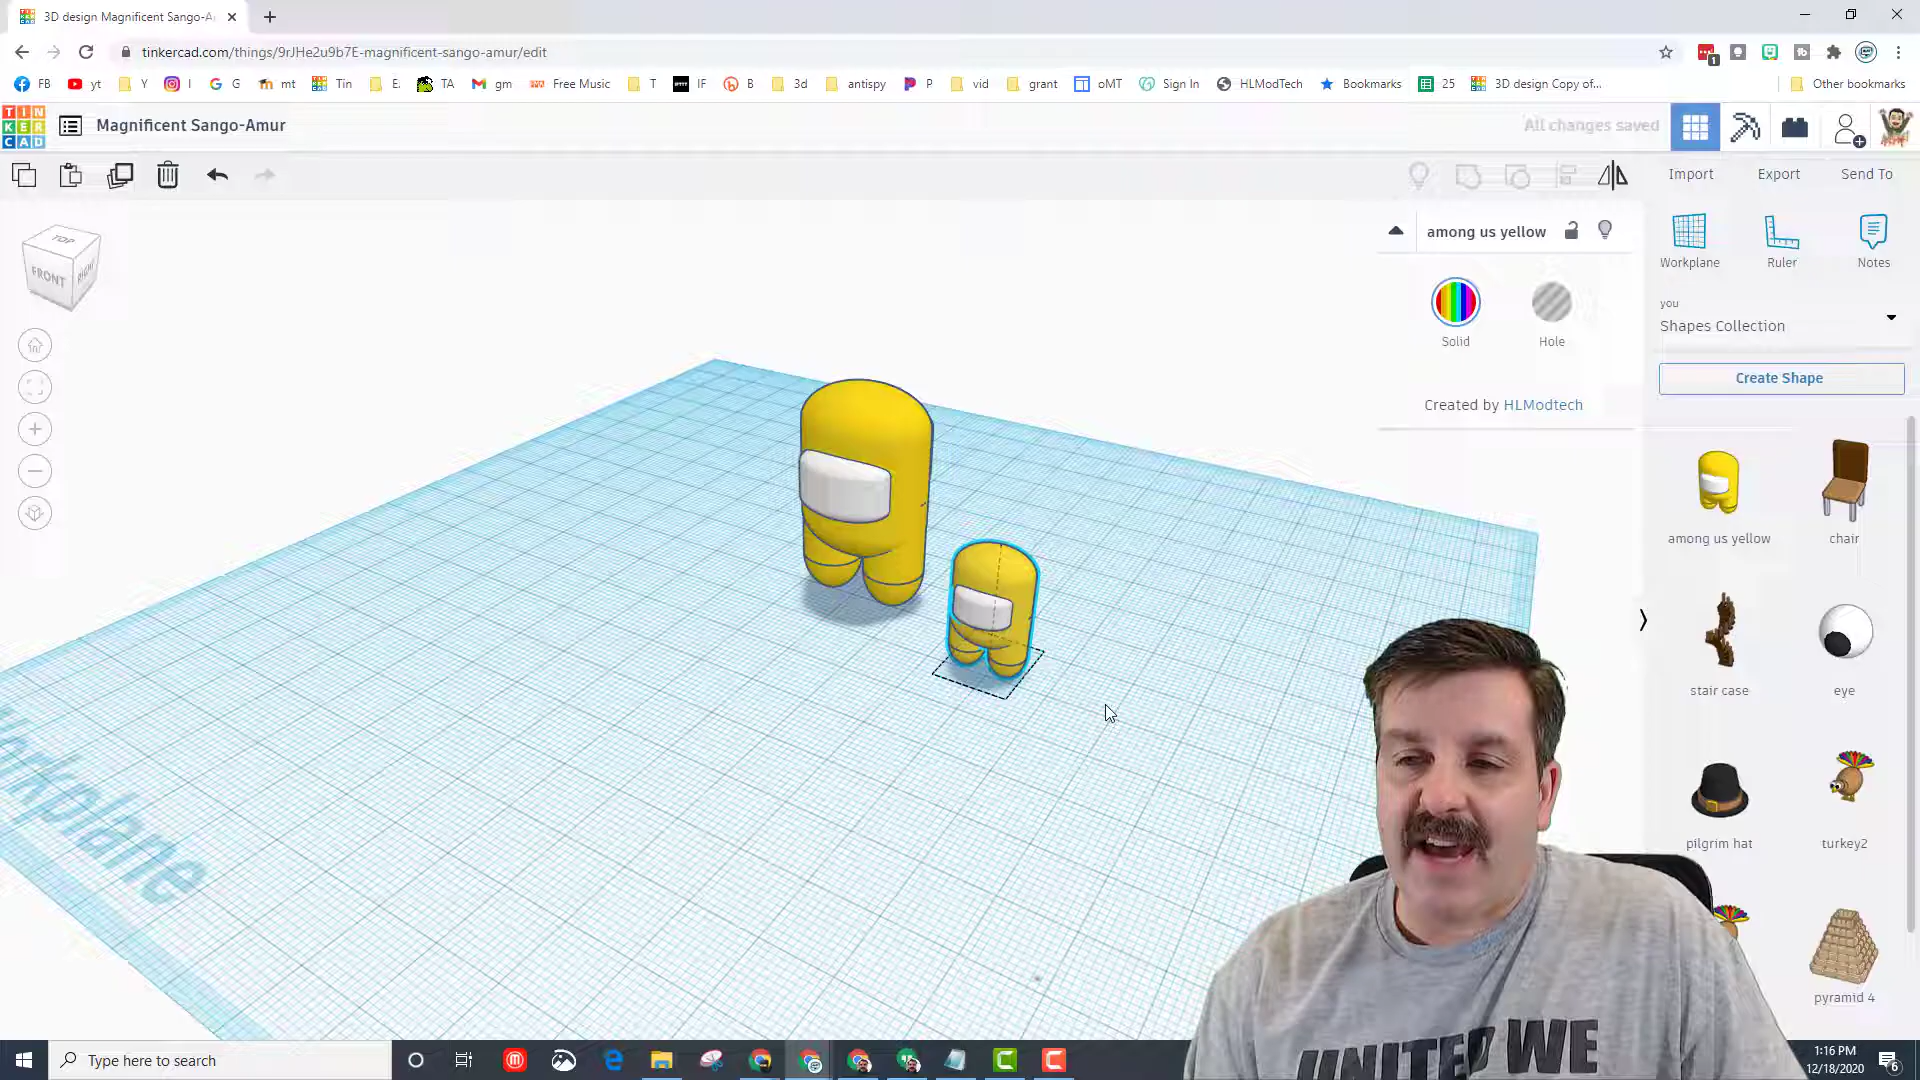 3D design Magnificent Sango-A
tinkercad.com/things/9rJHe2u9b7E-magnificent-sango-amur/edit
FB yt Y I G mt Tin E. TA gm Free Music T IF B 3d antispy P vid grant oMT Sign In HLModTech Bookmarks 25 3D design Copy of... Other bookmarks
TIN
KER
CAD
Magnificent Sango-Amur
All changes saved
Import Export Send To
TOP
FRONT
RIGHT
among us yellow
Workplane Ruler Notes
Solid Hole
you
Shapes Collection
Create Shape
Created by HLModtech
among us yellow chair
stair case eye
pilgrim hat turkey2
pyramid 4
Workplane
UNITED WE
Type here to search
1:16 PM
12/18/2020
6